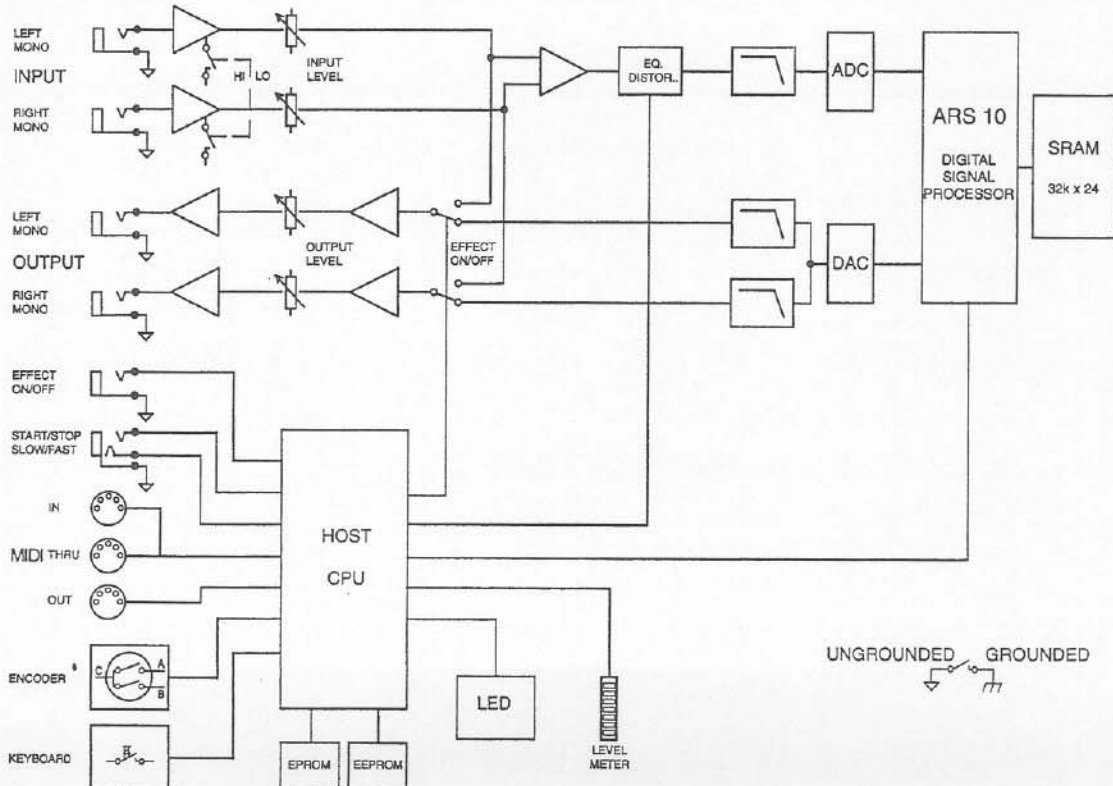 LEFT
MONO
INPUT
RIGHT
MONO
HI LO
INPUT
LEVEL
EQ.
DISTOR..
ADC
ARS 10
DIGITAL
SIGNAL
PROCESSOR
SRAM
32k x 24
LEFT
MONO
OUTPUT
RIGHT
MONO
OUTPUT
LEVEL
EFFECT
ON/OFF
DAC
EFFECT
ON/OFF
START/STOP
SLOW/FAST
IN
MIDI THRU
OUT
HOST
CPU
ENCODER
C A
B
KEYBOARD
EPROM
EEPROM
LED
LEVEL
METER
UNGROUNDED GROUNDED